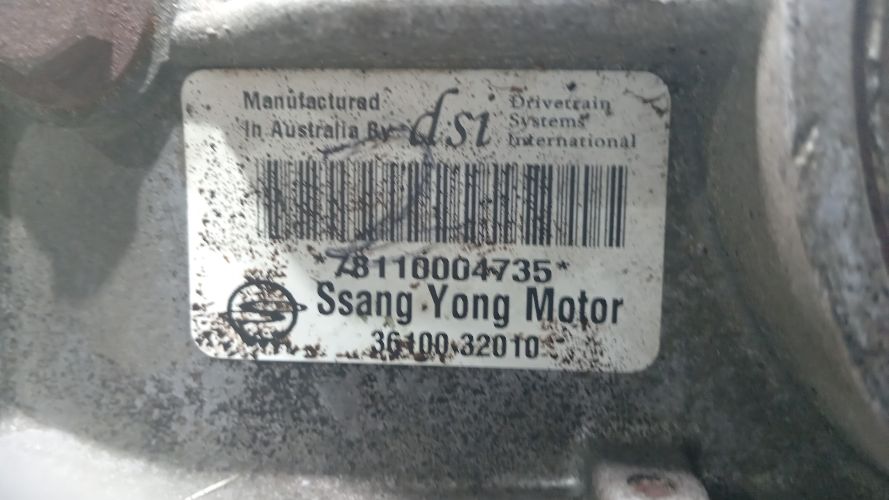 Manufactured
In Australia By
dsi
Drivetrain
Systems
International
*78110004735*
Ssang Yong Motor
36100-32010